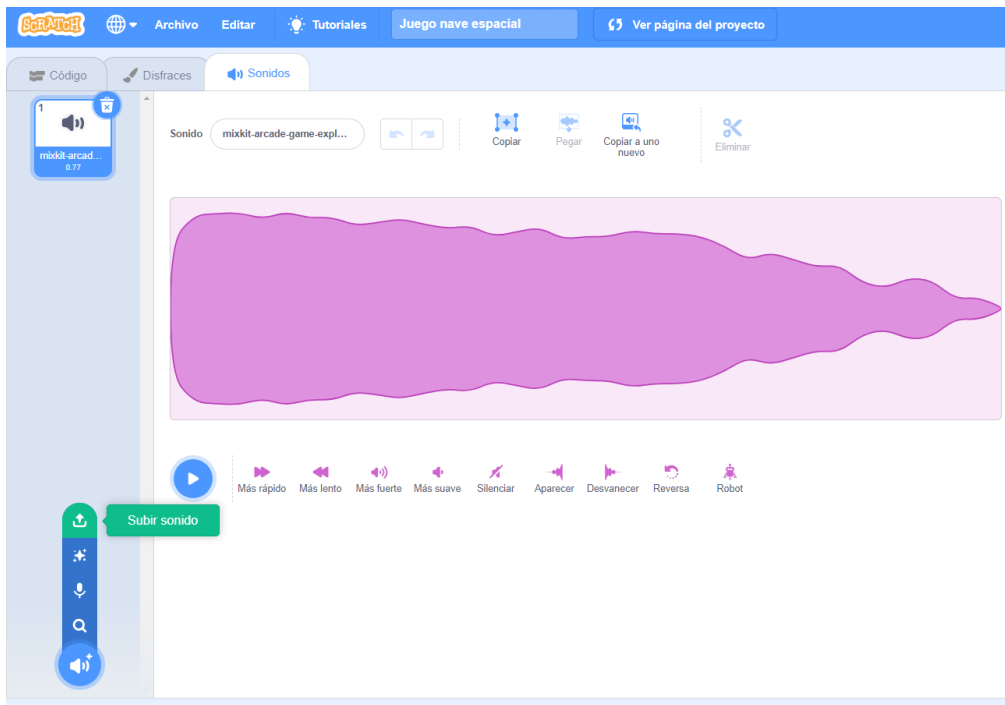 SCRATCH Archivo Editar Tutoriales Juego nave espacial Ver página del proyecto
Código Disfraces Sonidos
1
mixkit-arcad...
0.77
Sonido mixkit-arcade-game-expl...
Copiar Pegar Copiar a uno nuevo Eliminar
Más rápido Más lento Más fuerte Más suave Silenciar Aparecer Desvanecer Reversa Robot
Subir sonido